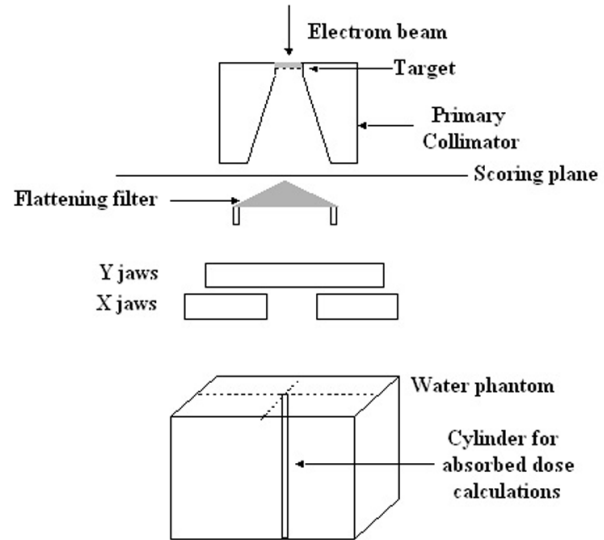 Electrom beam
Target
Primary
Collimator
Scoring plane
Flattening filter
Y jaws
X jaws
Water phantom
Cylinder for
absorbed dose
calculations